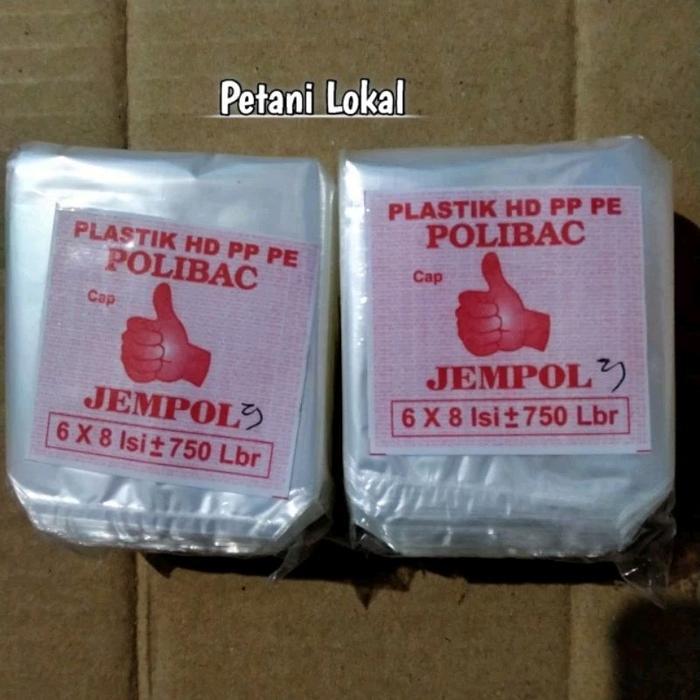 Petani Lokal
PLASTIK HD PP PE
POLIBAC
Cap
JEMPOL
6 X 8 Isi ± 750 Lbr
PLASTIK HD PP PE
POLIBAC
Cap
JEMPOL
6 X 8 Isi ± 750 Lbr